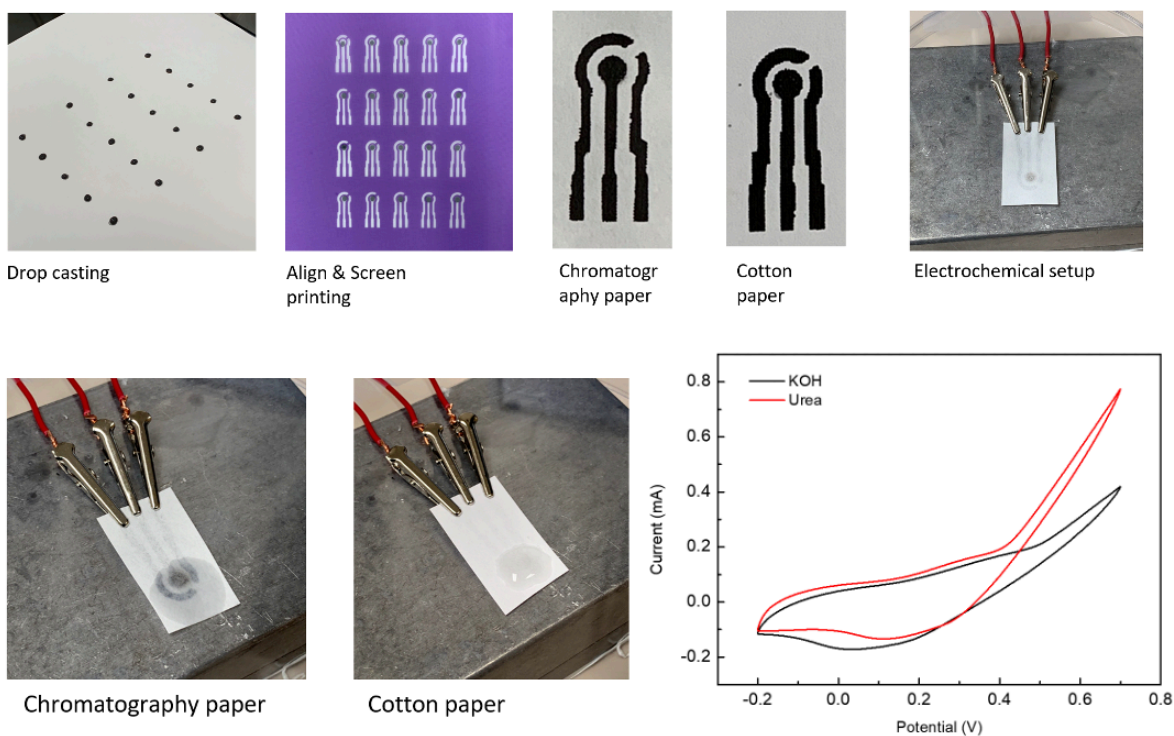 Drop casting
Align & Screen
printing
Chromatogr
aphy paper
Cotton
paper
Electrochemical setup
Chromatography paper
Cotton paper
KOH
Urea
Current (mA)
0.8
0.6
0.4
0.2
0.0
-0.2
-0.2
0.0
0.2
0.4
0.6
0.8
Potential (V)